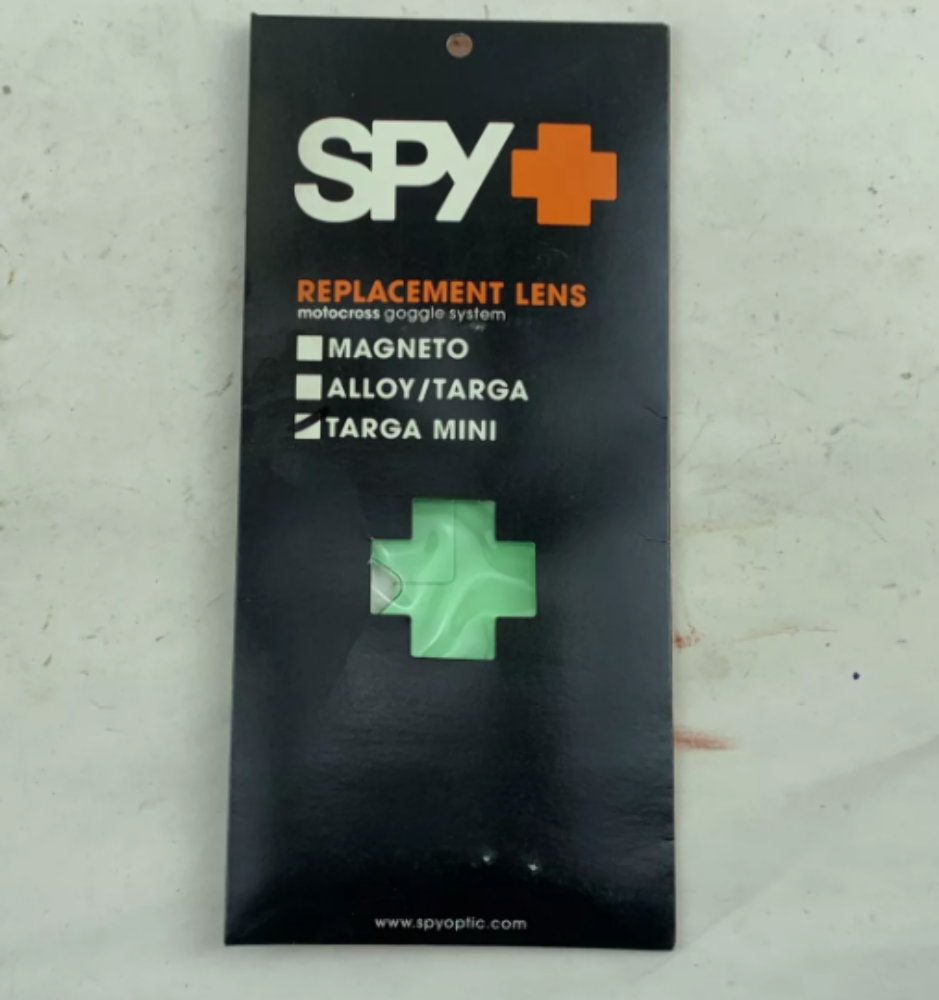 SPY
REPLACEMENT LENS
motocross goggle system
MAGNETO
ALLOY/TARGA
TARGA MINI
www.spyoptic.com